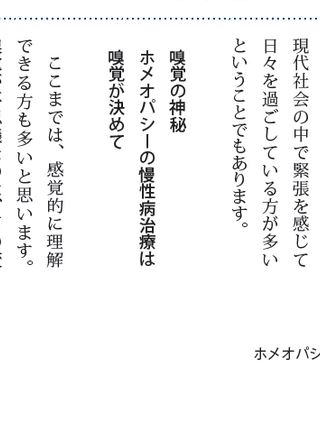 現代社会の中で緊張を感じて
日々を過ごしている方が多い
ということでもあります。
嗅覚の神秘
ホメオパシーの慢性病治療は
嗅覚が決めて
ここまでは、感覚的に理解
できる方も多いと思います。
ホメオパシ